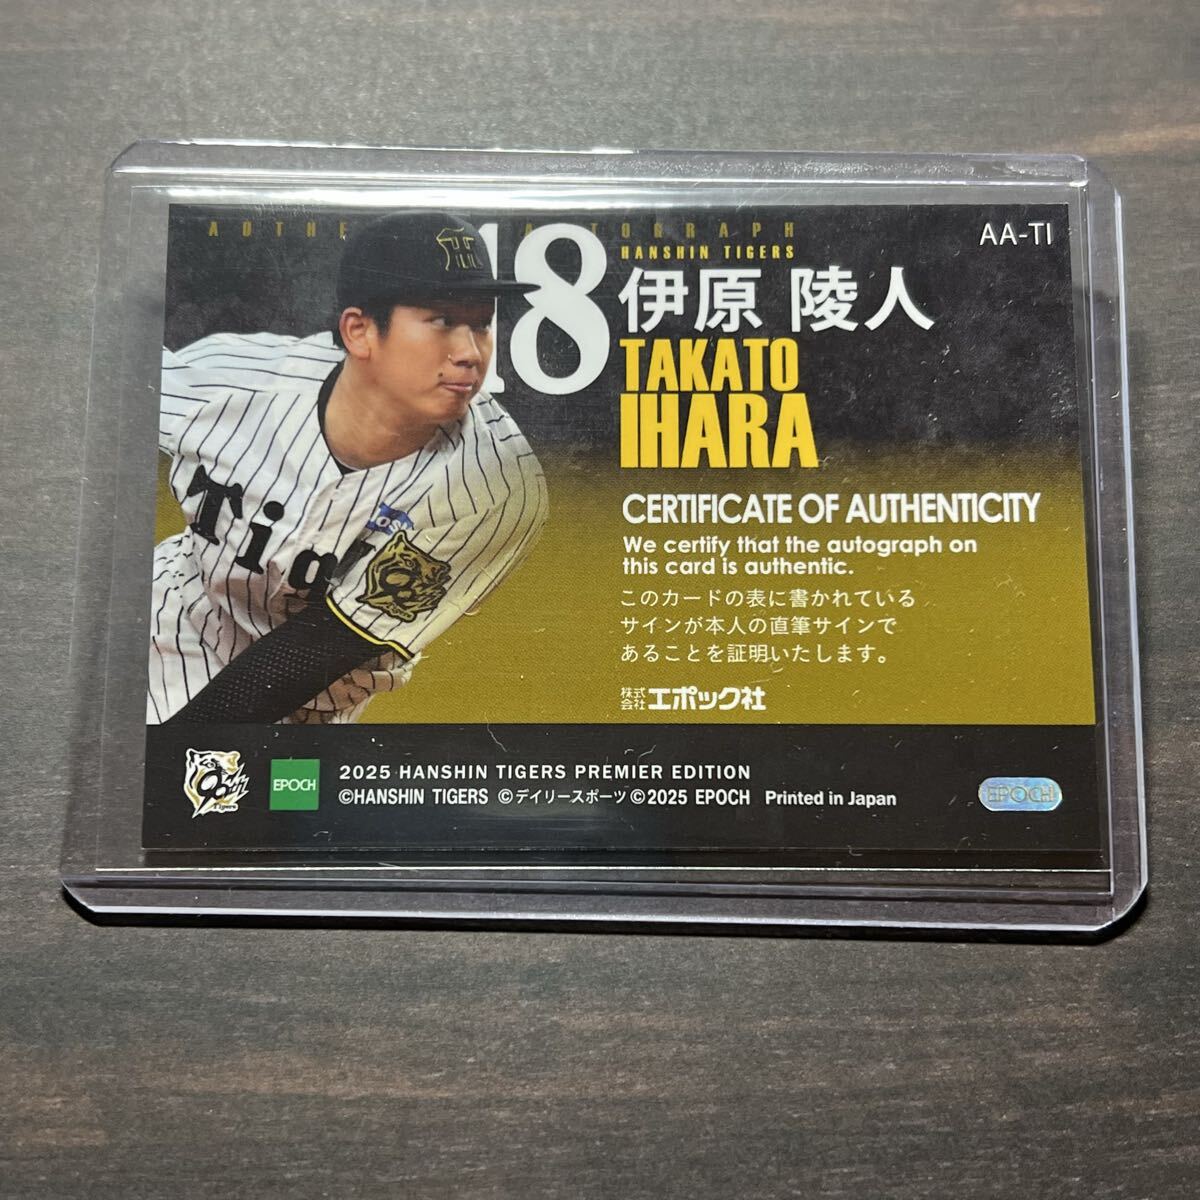 AUTHE AUTOGRAPH
AA-TI
18
HANSHIN TIGERS
伊原 陵人
TAKATO
IHARA
Tig
CERTIFICATE OF AUTHENTICITY
We certify that the autograph on
this card is authentic.
このカードの表に書かれている
サインが本人の直筆サインで
あることを証明いたします。
株式会社エポック社
Tigers
EPOCH
2025 HANSHIN TIGERS PREMIER EDITION
©HANSHIN TIGERS ©デイリースポーツ ©2025 EPOCH Printed in Japan
EPOCH